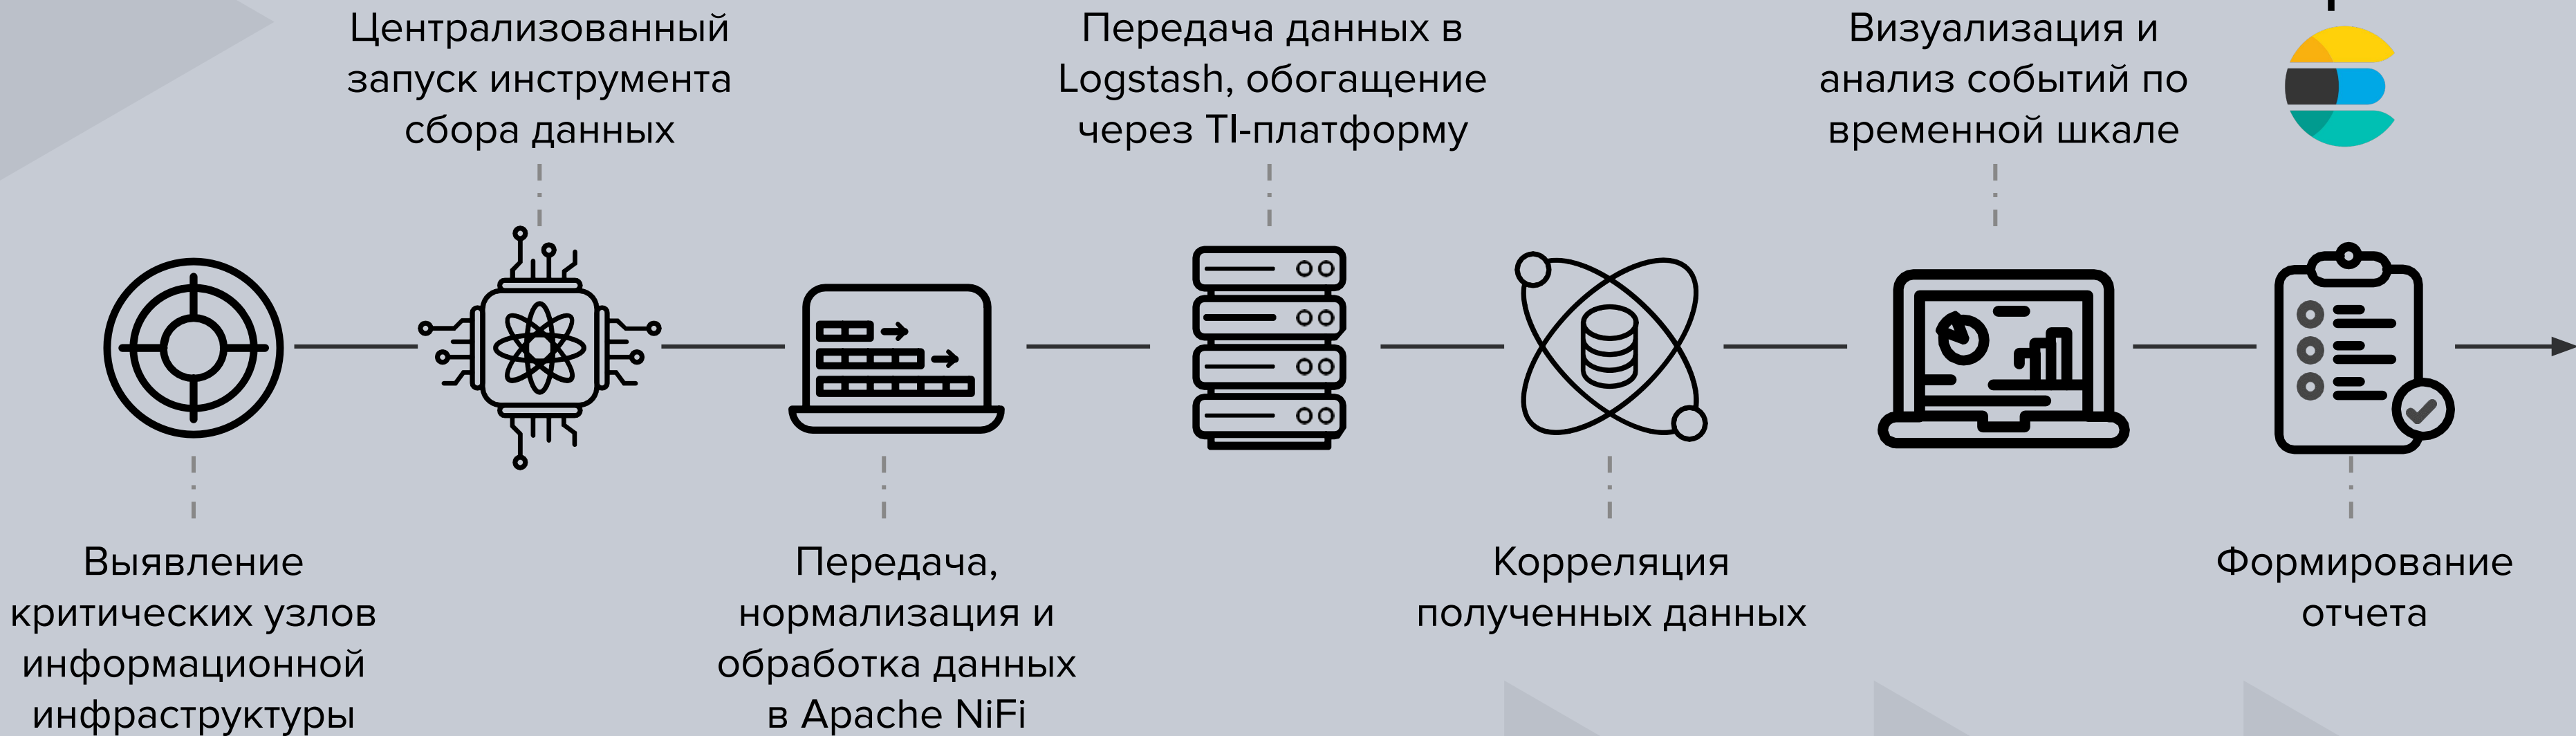 Централизованный
запуск инструмента
сбора данных
Передача данных в
Logstash, обогащение
через TI-платформу
Визуализация и
анализ событий по
временной шкале
Выявление
критических узлов
информационной
инфраструктуры
Передача,
нормализация и
обработка данных
в Apache NiFi
Корреляция
полученных данных
Формирование
отчета